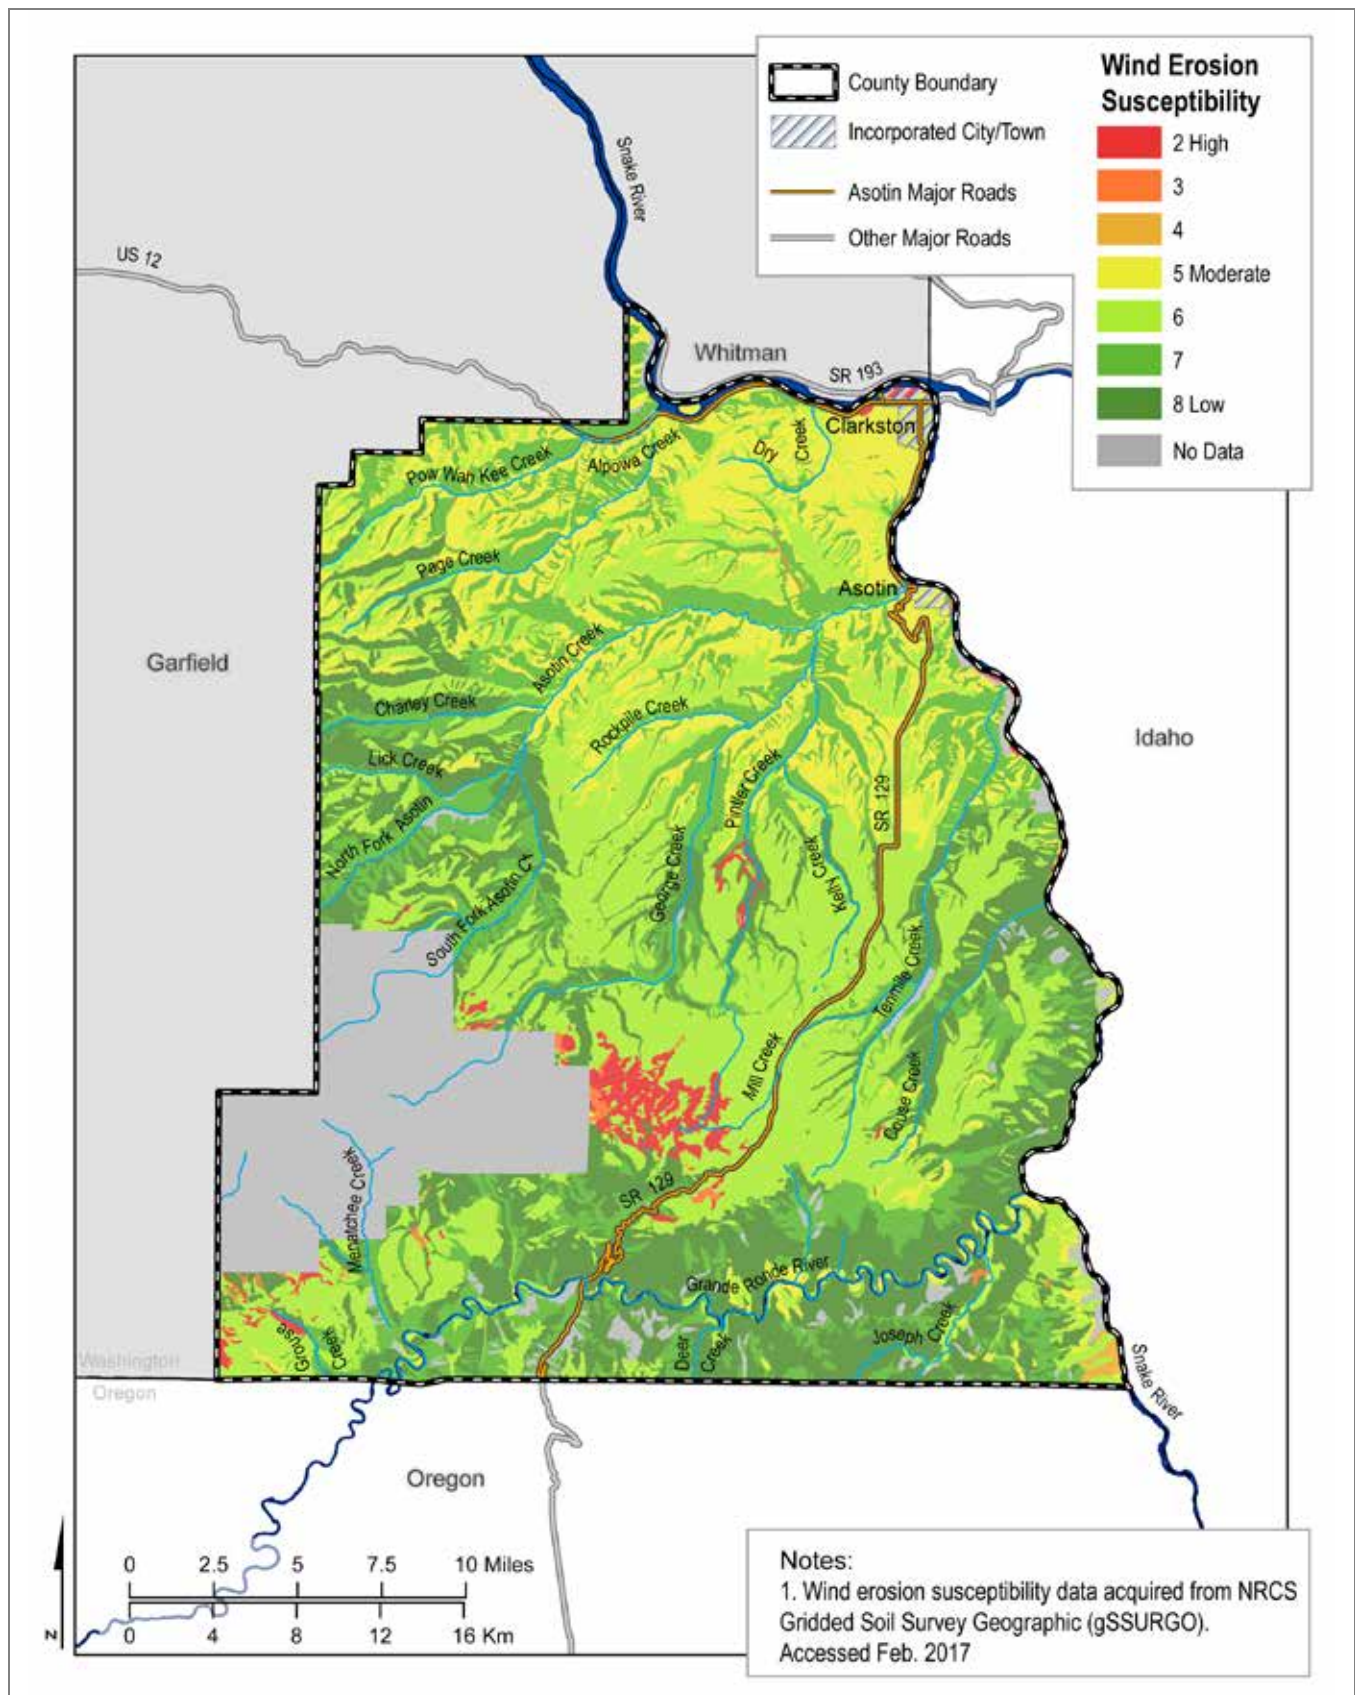 County Boundary
Incorporated City/Town
Asotin Major Roads
Other Major Roads
Wind Erosion
Susceptibility
2 High
3
4
5 Moderate
6
7
8 Low
No Data
Snake River
US 12
Whitman
SR 193
Clarkston
Dry
Creek
Alpowa Creek
Pow Wah Kee Creek
Page Creek
Asotin
Garfield
Asotin Creek
Charley Creek
Rockpile Creek
Idaho
Lick Creek
Pintler Creek
SR 129
North Fork Asotin
George Creek
Kelly Creek
South Fork Asotin Cr
Tenmile Creek
Mill Creek
Couse Creek
Menatchee Creek
SR 129
Grande Ronde River
Grouse
Creek
Deer
Creek
Joseph Creek
Snake River
Washington
Oregon
Oregon
0 2.5 5 7.5 10 Miles
0 4 8 12 16 Km
N
Notes:
1. Wind erosion susceptibility data acquired from NRCS
Gridded Soil Survey Geographic (gSSURGO).
Accessed Feb. 2017